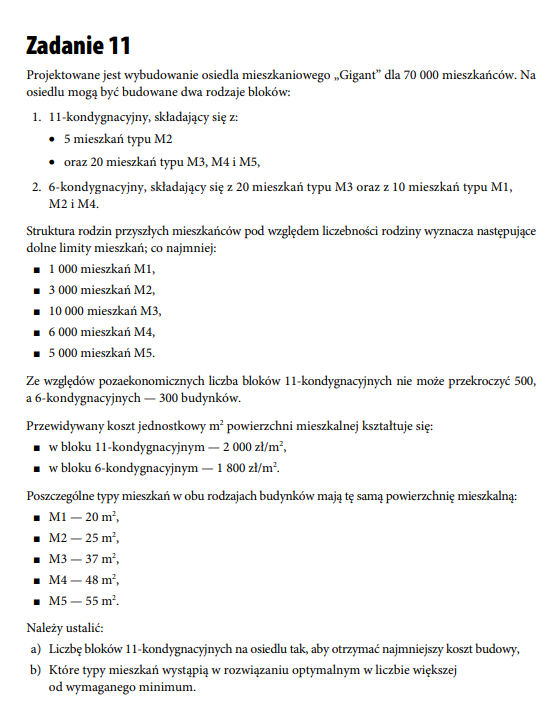 Zadanie 11
Projektowane jest wybudowanie osiedla mieszkaniowego „Gigant” dla 70 000 mieszkańców. Na
osiedlu mogą być budowane dwa rodzaje bloków:
1. 11-kondygnacyjny, składający się z:
• 5 mieszkań typu M2
• oraz 20 mieszkań typu M3, M4 i M5,
2. 6-kondygnacyjny, składający się z 20 mieszkań typu M3 oraz z 10 mieszkań typu M1,
M2 i M4.
Struktura rodzin przyszłych mieszkańców pod względem liczebności rodziny wyznacza następujące
dolne limity mieszkań; co najmniej:
■ 1 000 mieszkań M1,
■ 3 000 mieszkań M2,
■ 10 000 mieszkań M3,
■ 6 000 mieszkań M4,
■ 5 000 mieszkań M5.
Ze względów pozaekonomicznych liczba bloków 11-kondygnacyjnych nie może przekroczyć 500,
a 6-kondygnacyjnych — 300 budynków.
Przewidywany koszt jednostkowy m² powierzchni mieszkalnej kształtuje się:
■ w bloku 11-kondygnacyjnym — 2 000 zł/m²,
■ w bloku 6-kondygnacyjnym — 1 800 zł/m².
Poszczególne typy mieszkań w obu rodzajach budynków mają tę samą powierzchnię mieszkalną:
■ M1 — 20 m²,
■ M2 — 25 m²,
■ M3 — 37 m²,
■ M4 — 48 m²,
■ M5 — 55 m².
Należy ustalić:
a) Liczbę bloków 11-kondygnacyjnych na osiedlu tak, aby otrzymać najmniejszy koszt budowy,
b) Które typy mieszkań wystąpią w rozwiązaniu optymalnym w liczbie większej
od wymaganego minimum.